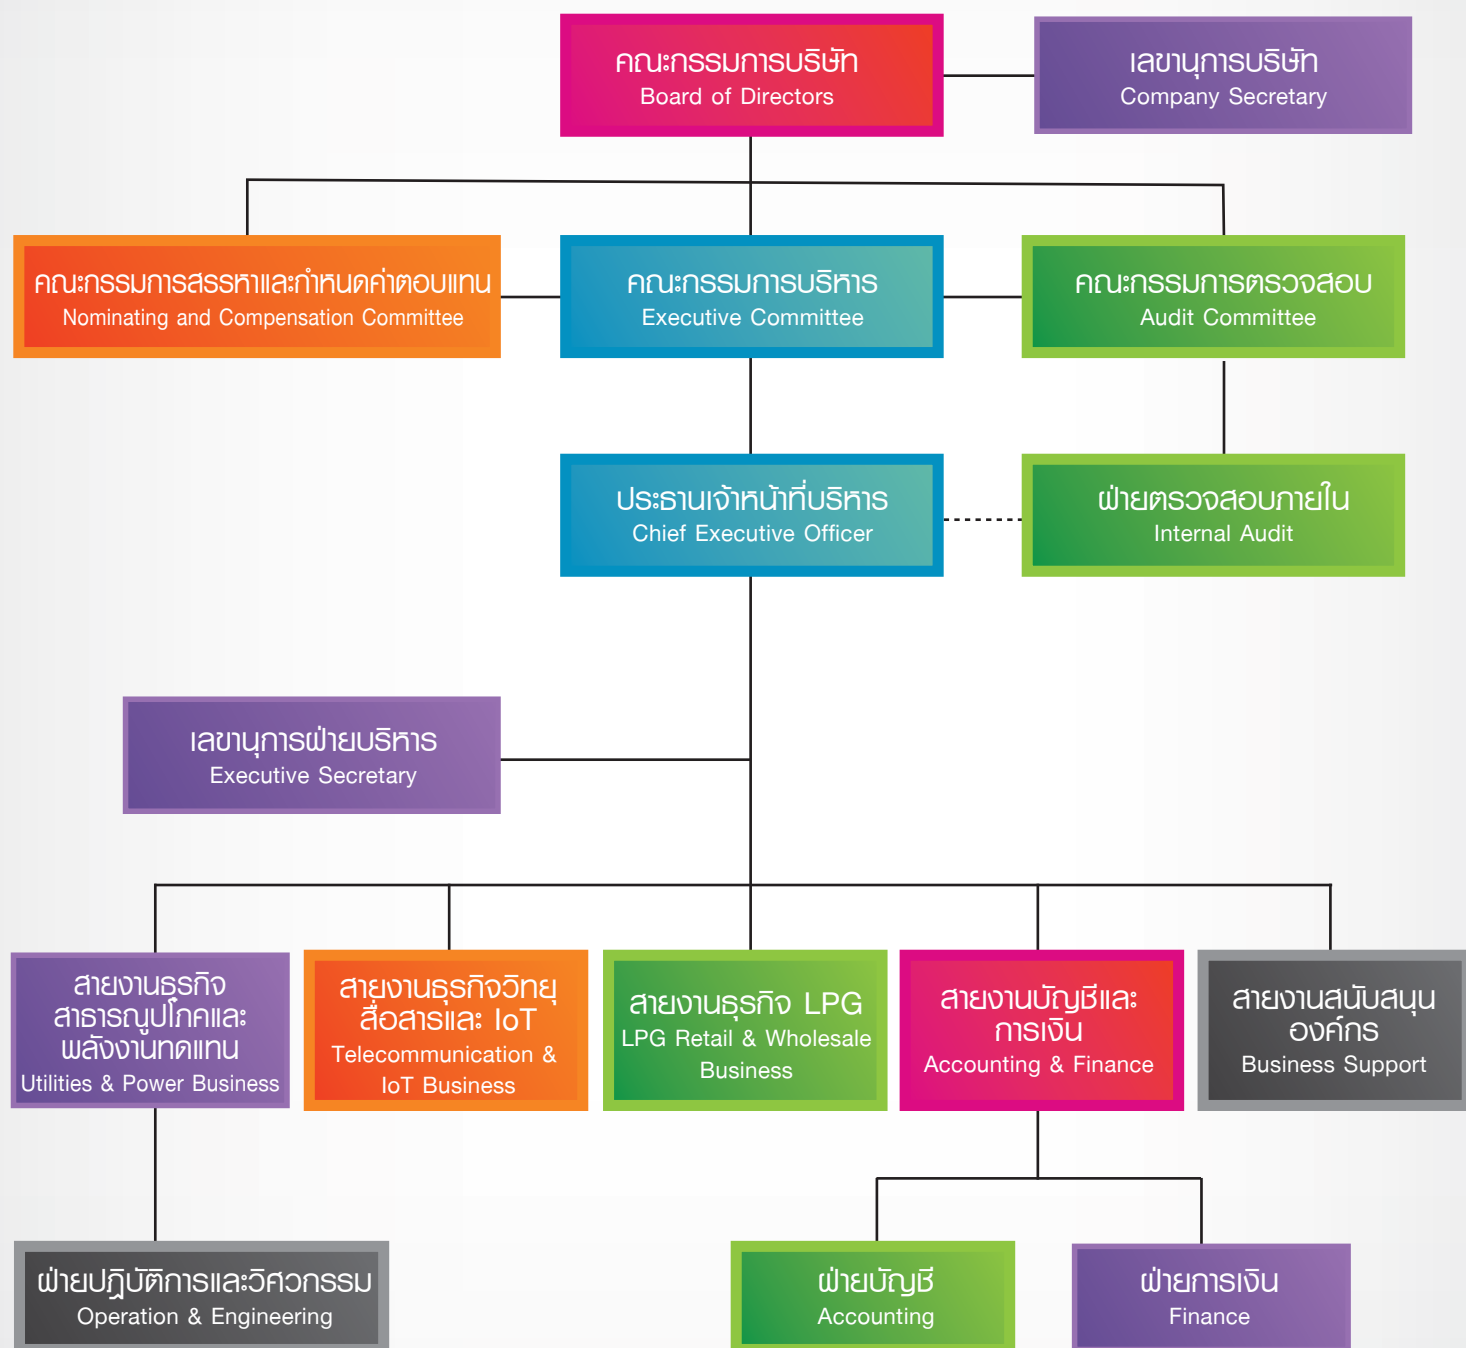 คณะกรรมการบริษัท
Board of Directors
เลขานุการบริษัท
Company Secretary
คณะกรรมการสรรหาและกำหนดค่าตอบแทน
Nominating and Compensation Committee
คณะกรรมการบริหาร
Executive Committee
คณะกรรมการตรวจสอบ
Audit Committee
ประธานเจ้าหน้าที่บริหาร
Chief Executive Officer
ฝ่ายตรวจสอบภายใน
Internal Audit
เลขานุการฝ่ายบริหาร
Executive Secretary
สายงานธุรกิจ
สาธารณูปโภคและ
พลังงานทดแทน
Utilities & Power Business
สายงานธุรกิจวิทยุ
สื่อสารและ IoT
Telecommunication &
IoT Business
สายงานธุรกิจ LPG
LPG Retail & Wholesale
Business
สายงานบัญชีและ
การเงิน
Accounting & Finance
สายงานสนับสนุน
องค์กร
Business Support
ฝ่ายปฏิบัติการและวิศวกรรม
Operation & Engineering
ฝ่ายบัญชี
Accounting
ฝ่ายการเงิน
Finance